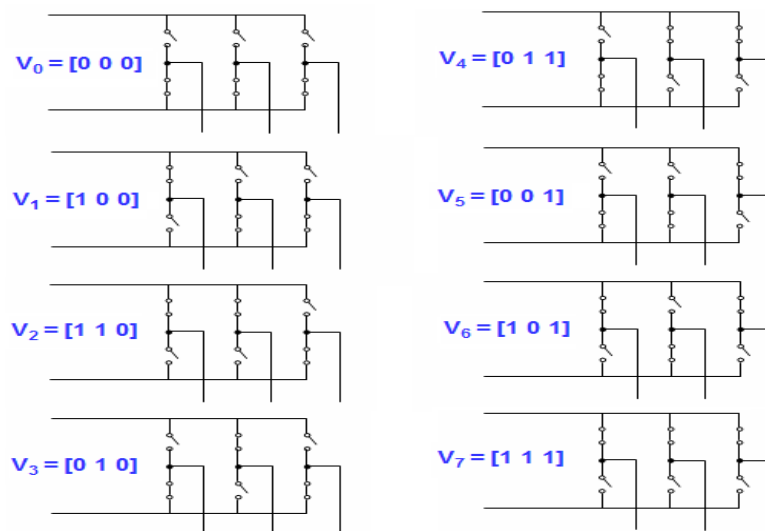 V0 = [0 0 0]
V1 = [1 0 0]
V2 = [1 1 0]
V3 = [0 1 0]
V4 = [0 1 1]
V5 = [0 0 1]
V6 = [1 0 1]
V7 = [1 1 1]